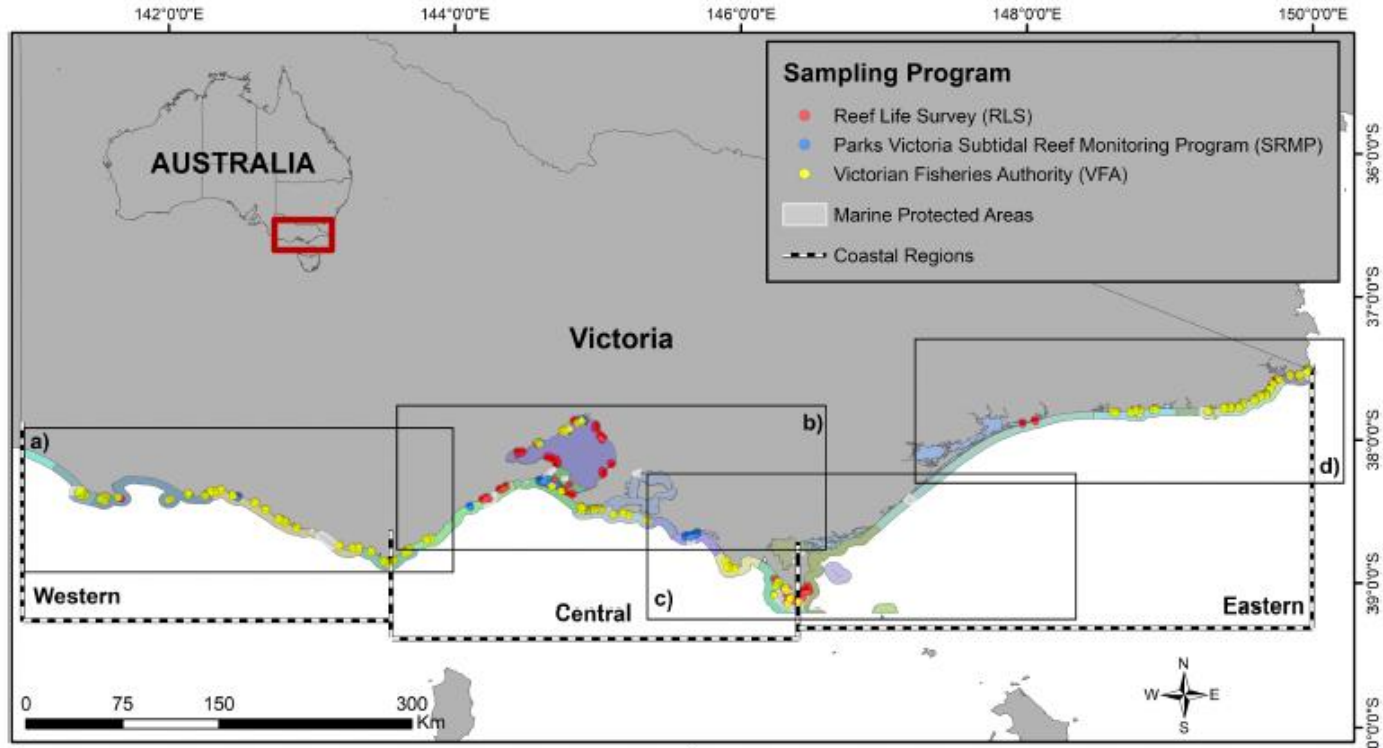 142°0'0"E
144°0'0"E
146°0'0"E
148°0'0"E
150°0'0"E
Sampling Program
Reef Life Survey (RLS)
Parks Victoria Subtidal Reef Monitoring Program (SRMP)
Victorian Fisheries Authority (VFA)
Marine Protected Areas
Coastal Regions
AUSTRALIA
Victoria
36°0'0"S
37°0'0"S
38°0'0"S
39°0'0"S
0°0'0"S
a)
b)
c)
d)
Western
Central
Eastern
0 75 150 300
Km
N
W E
S